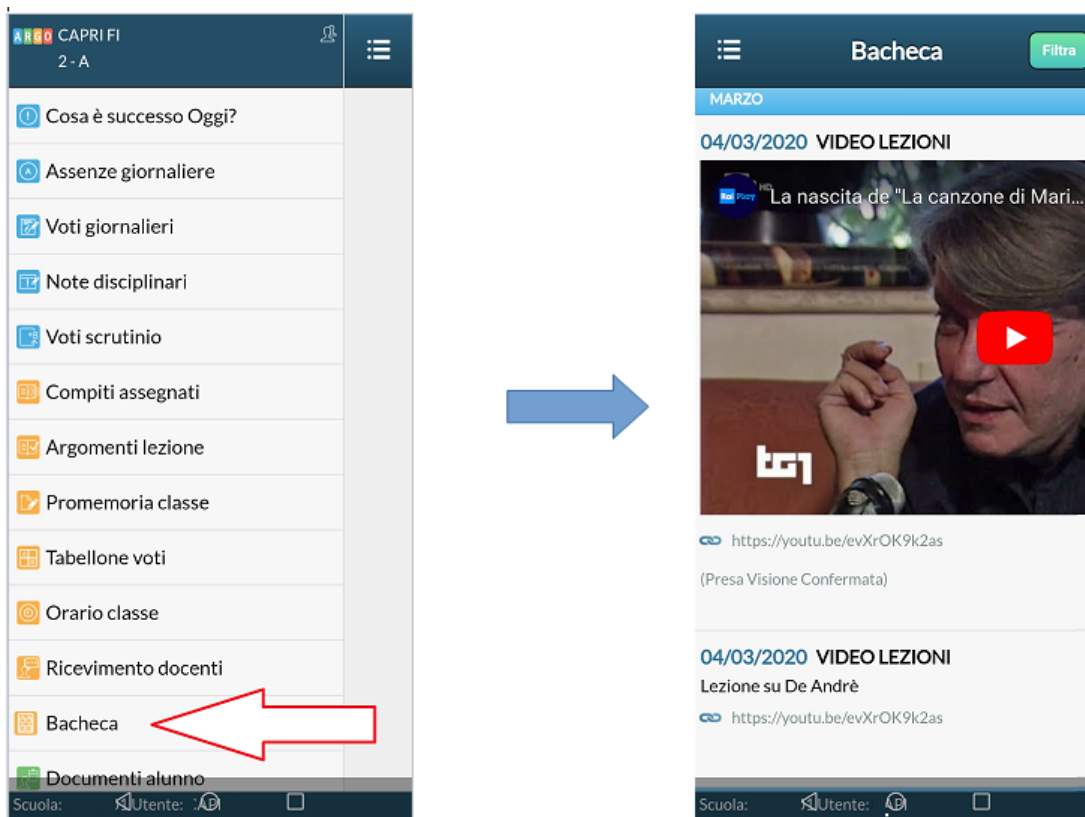 ARGO CAPRI FI
2 - A
Cosa è successo Oggi?
Assenze giornaliere
Voti giornalieri
Note disciplinari
Voti scrutinio
Compiti assegnati
Argomenti lezione
Promemoria classe
Tabellone voti
Orario classe
Ricevimento docenti
Bacheca
Documenti alunno
Scuola: Utente:
Bacheca
Filtra
MARZO
04/03/2020 VIDEO LEZIONI
Rai Play HD La nascita de "La canzone di Mari...
tg1
https://youtu.be/evXrOK9k2as
(Presa Visione Confermata)
04/03/2020 VIDEO LEZIONI
Lezione su De Andrè
https://youtu.be/evXrOK9k2as
Scuola: Utente: